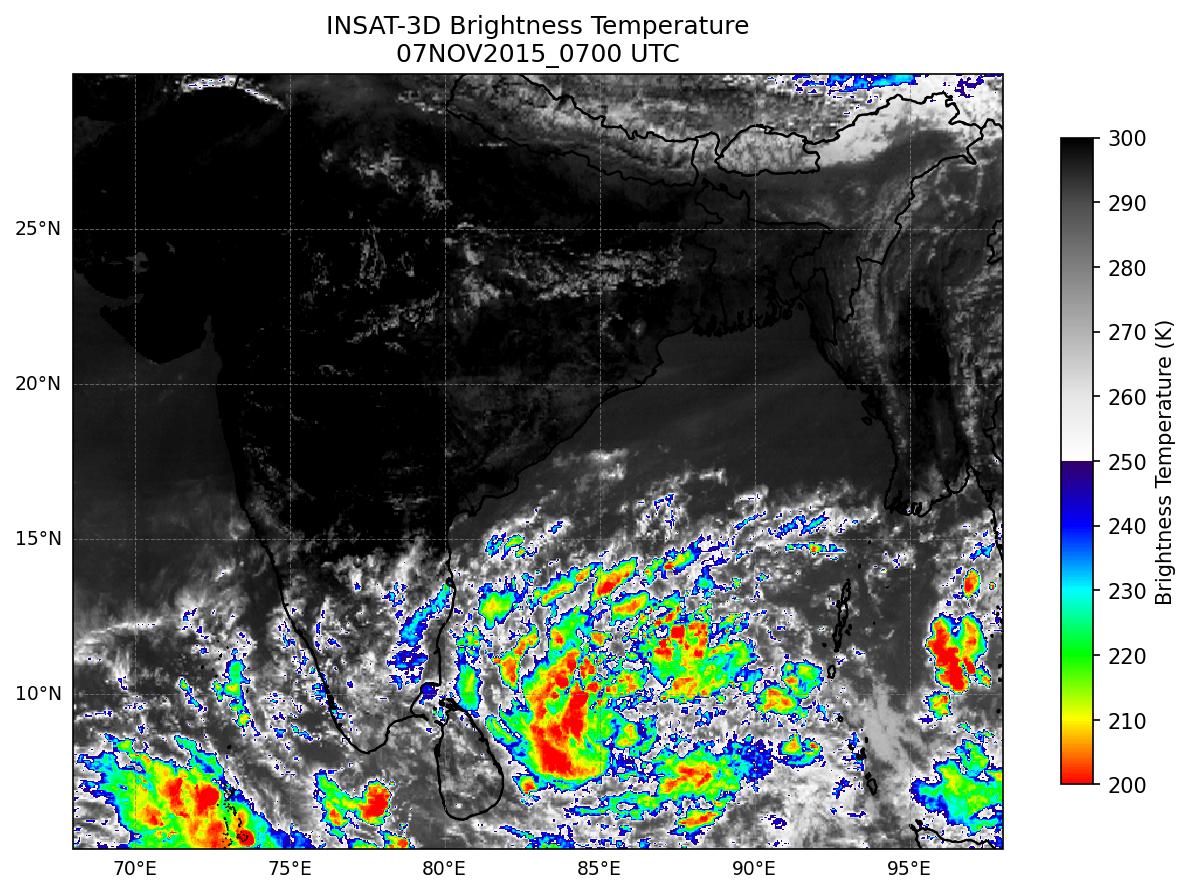 INSAT-3D Brightness Temperature
07NOV2015_0700 UTC
25°N
20°N
15°N
10°N
70°E
75°E
80°E
85°E
90°E
95°E
300
290
280
270
260
250
240
230
220
210
200
Brightness Temperature (K)